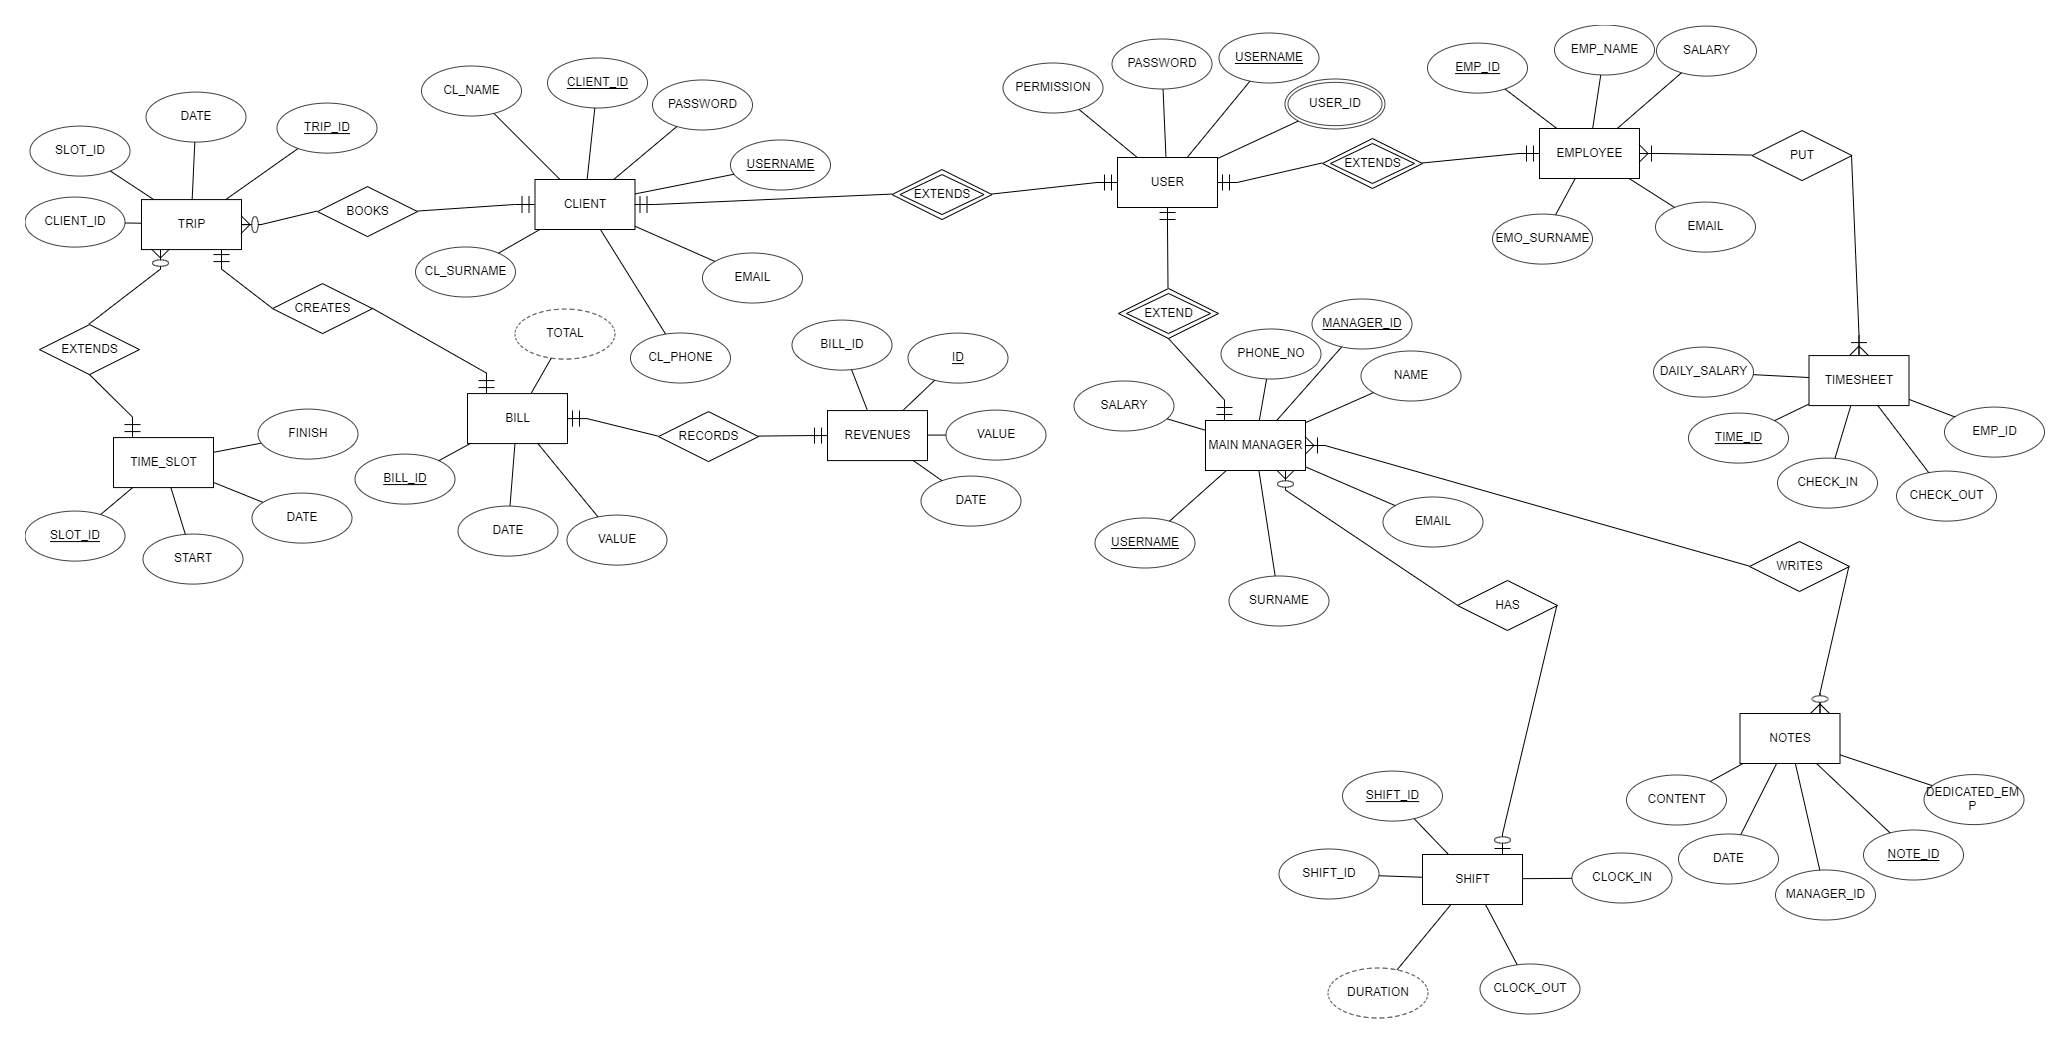 DATE
TRIP_ID
SLOT_ID
CLIENT_ID
TRIP
BOOKS
CL_NAME
CLIENT_ID
PASSWORD
USERNAME
CLIENT
CL_SURNAME
EMAIL
CL_PHONE
EXTENDS
PERMISSION
PASSWORD
USERNAME
USER_ID
USER
EXTENDS
EMP_ID
EMP_NAME
SALARY
EMPLOYEE
EMO_SURNAME
EMAIL
PUT
EXTENDS
CREATES
TOTAL
BILL
BILL_ID
DATE
VALUE
RECORDS
BILL_ID
ID
REVENUES
VALUE
DATE
FINISH
TIME_SLOT
DATE
SLOT_ID
START
EXTEND
MANAGER_ID
PHONE_NO
NAME
SALARY
MAIN MANAGER
USERNAME
EMAIL
SURNAME
DAILY_SALARY
TIMESHEET
TIME_ID
EMP_ID
CHECK_IN
CHECK_OUT
WRITES
HAS
NOTES
CONTENT
DEDICATED_EM
P
DATE
NOTE_ID
MANAGER_ID
SHIFT_ID
SHIFT_ID
SHIFT
CLOCK_IN
DURATION
CLOCK_OUT